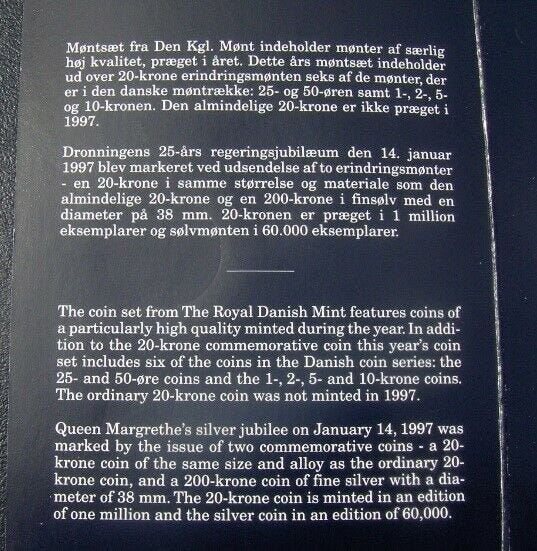 Møntsæt fra Den Kgl. Mønt indeholder mønter af særlig
høj kvalitet, præget i året. Dette års møntsæt indeholder
ud over 20-krone erindringsmønten seks af de mønter, der
er i den danske møntrække: 25- og 50-øren samt 1-, 2-, 5-
og 10-kronen. Den almindelige 20-krone er ikke præget i
1997.
Dronningens 25-års regeringsjubilæum den 14. januar
1997 blev markeret ved udsendelse af to erindringsmønter
- en 20-krone i samme størrelse og materiale som den
almindelige 20-krone og en 200-krone i finsølv med en
diameter på 38 mm. 20-kronen er præget i 1 million
eksemplarer og sølvmønten i 60.000 eksemplarer.
The coin set from The Royal Danish Mint features coins of
a particularly high quality minted during the year. In addi-
tion to the 20-krone commemorative coin this year's coin
set includes six of the coins in the Danish coin series: the
25- and 50-øre coins and the 1-, 2-, 5- and 10-krone coins.
The ordinary 20-krone coin was not minted in 1997.
Queen Margrethe's silver jubilee on January 14, 1997 was
marked by the issue of two commemorative coins - a 20-
krone coin of the same size and alloy as the ordinary 20-
krone coin, and a 200-krone coin of fine silver with a dia-
meter of 38 mm. The 20-krone coin is minted in an edition
of one million and the silver coin in an edition of 60,000.